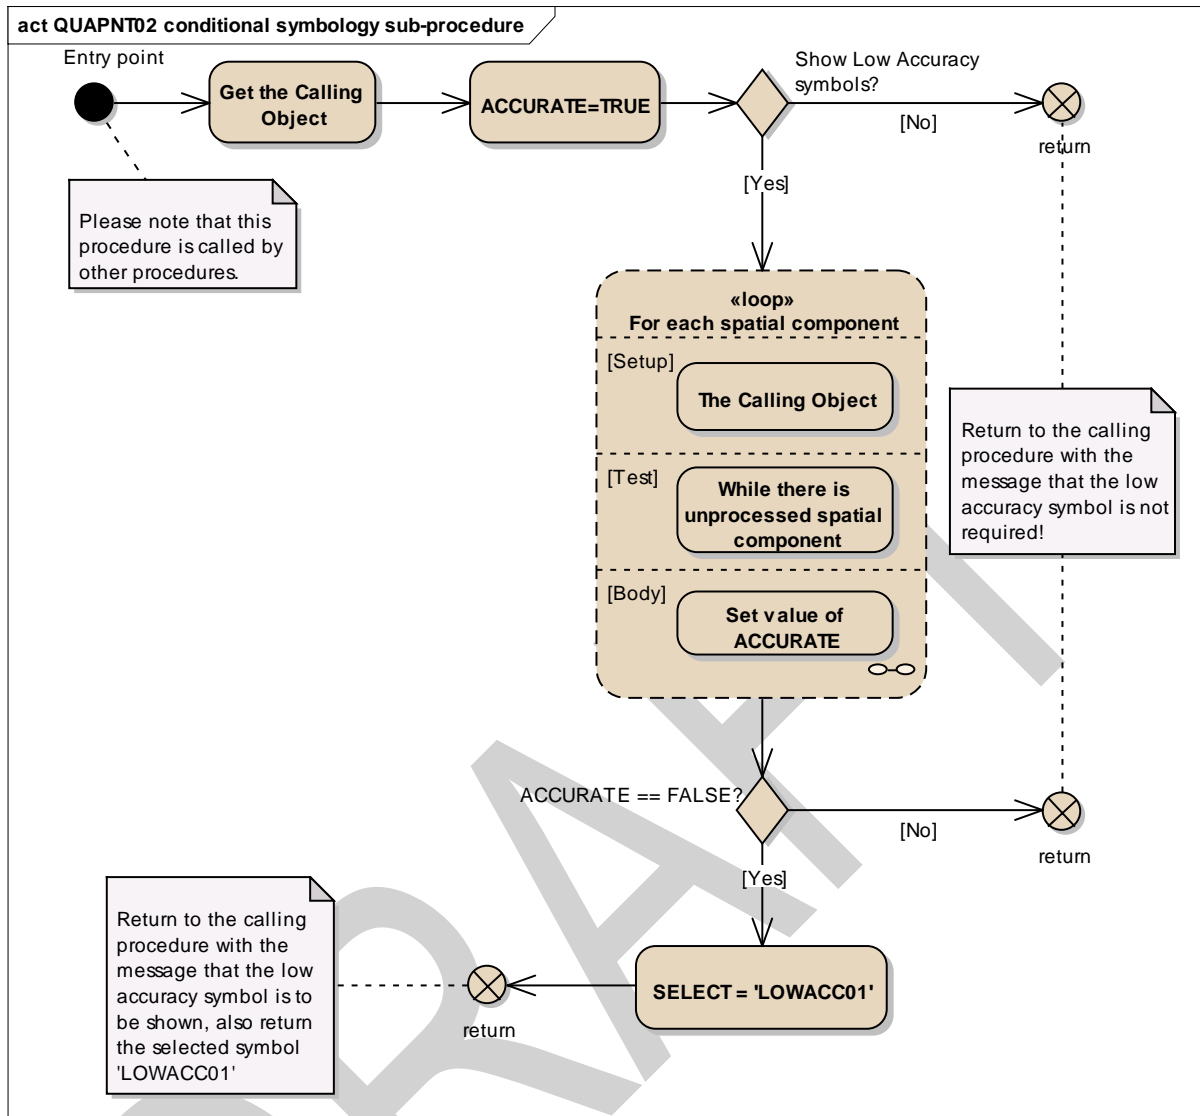 act QUAPNT02 conditional symbology sub-procedure
Entry point
Get the Calling
Object
ACCURATE=TRUE
Show Low Accuracy
symbols?
[No]
return
[Yes]
Please note that this
procedure is called by
other procedures.
«loop»
For each spatial component
[Setup]
The Calling Object
[Test]
While there is
unprocessed spatial
component
[Body]
Set value of
ACCURATE
Return to the calling
procedure with the
message that the low
accuracy symbol is not
required!
ACCURATE == FALSE?
[No]
return
[Yes]
SELECT = 'LOWACC01'
return
Return to the calling
procedure with the
message that the low
accuracy symbol is to
be shown, also return
the selected symbol
'LOWACC01'